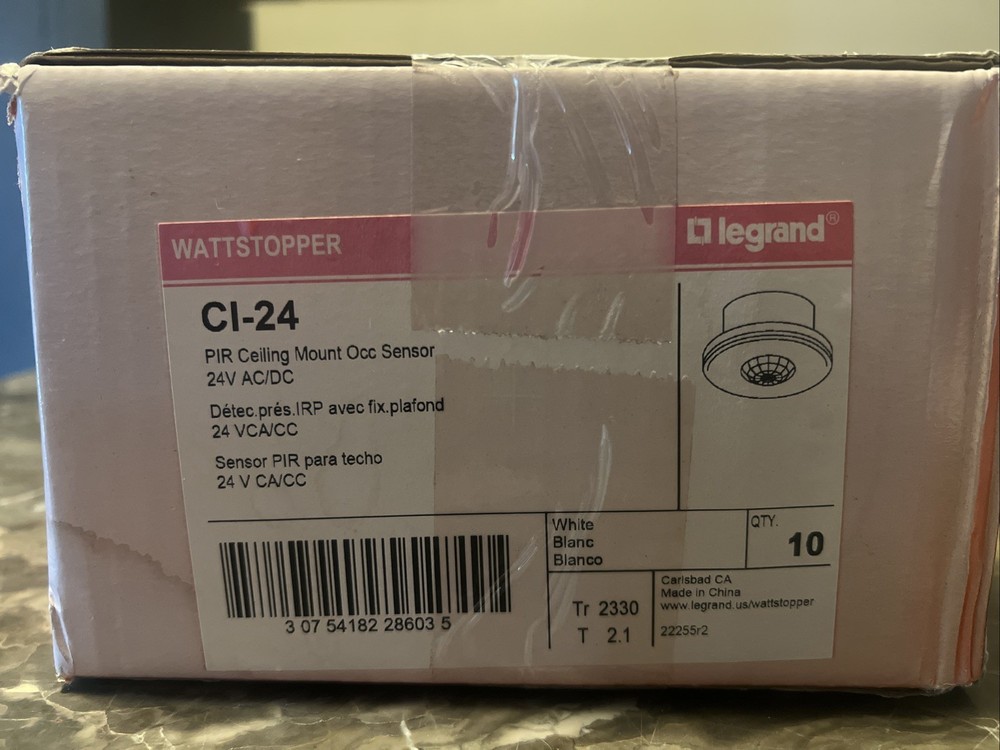 WATTSTOPPER
legrand®
CI-24
PIR Ceiling Mount Occ Sensor
24V AC/DC
Détec.prés.IRP avec fix.plafond
24 VCA/CC
Sensor PIR para techo
24 V CA/CC
3 07 54182 28603 5
White
Blanc
Blanco
QTY.
10
Tr 2330
T 2.1
Carlsbad CA
Made in China
www.legrand.us/wattstopper
22255r2